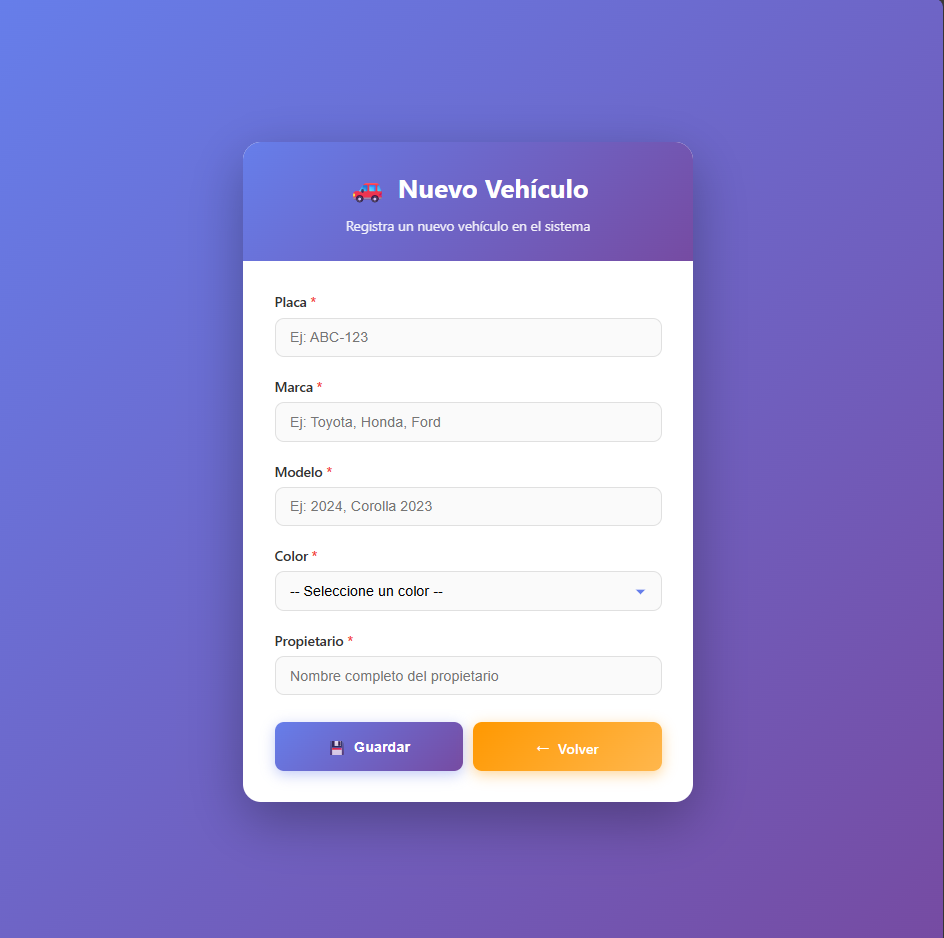 Nuevo Vehículo
Registra un nuevo vehículo en el sistema
Placa *
Ej: ABC-123
Marca *
Ej: Toyota, Honda, Ford
Modelo *
Ej: 2024, Corolla 2023
Color *
-- Seleccione un color --
Propietario *
Nombre completo del propietario
Guardar
← Volver